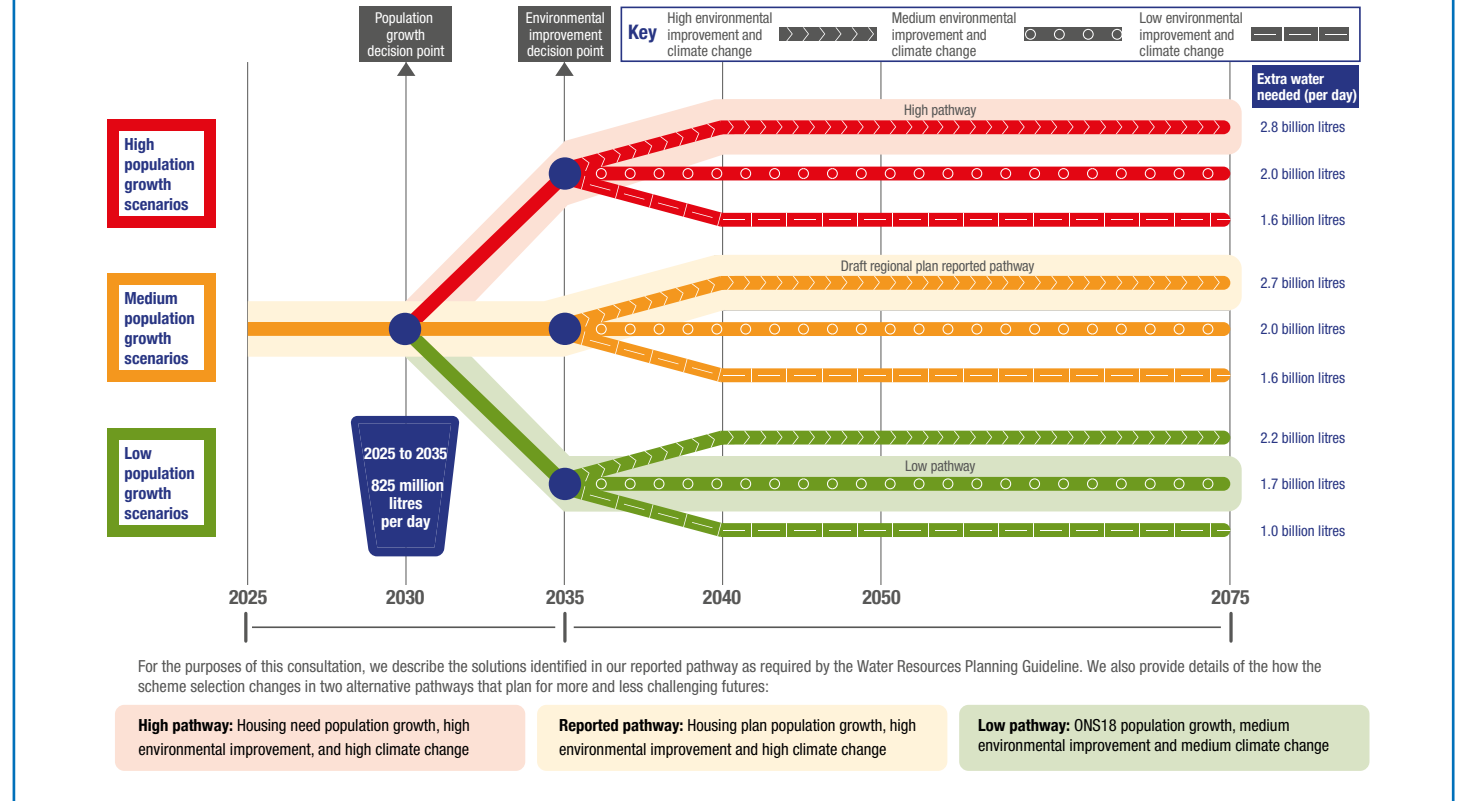 Population
growth
decision point
Environmental
improvement
decision point
Key
High environmental
improvement and
climate change
Medium environmental
improvement and
climate change
Low environmental
improvement and
climate change
Extra water
needed (per day)
High
population
growth
scenarios
High pathway
2.8 billion litres
2.0 billion litres
1.6 billion litres
Medium
population
growth
scenarios
Draft regional plan reported pathway
2.7 billion litres
2.0 billion litres
1.6 billion litres
Low
population
growth
scenarios
2025 to 2035
825 million
litres
per day
Low pathway
2.2 billion litres
1.7 billion litres
1.0 billion litres
2025
2030
2035
2040
2050
2075
For the purposes of this consultation, we describe the solutions identified in our reported pathway as required by the Water Resources Planning Guideline. We also provide details of the how the
scheme selection changes in two alternative pathways that plan for more and less challenging futures:
High pathway: Housing need population growth, high
environmental improvement, and high climate change
Reported pathway: Housing plan population growth, high
environmental improvement and high climate change
Low pathway: ONS18 population growth, medium
environmental improvement and medium climate change